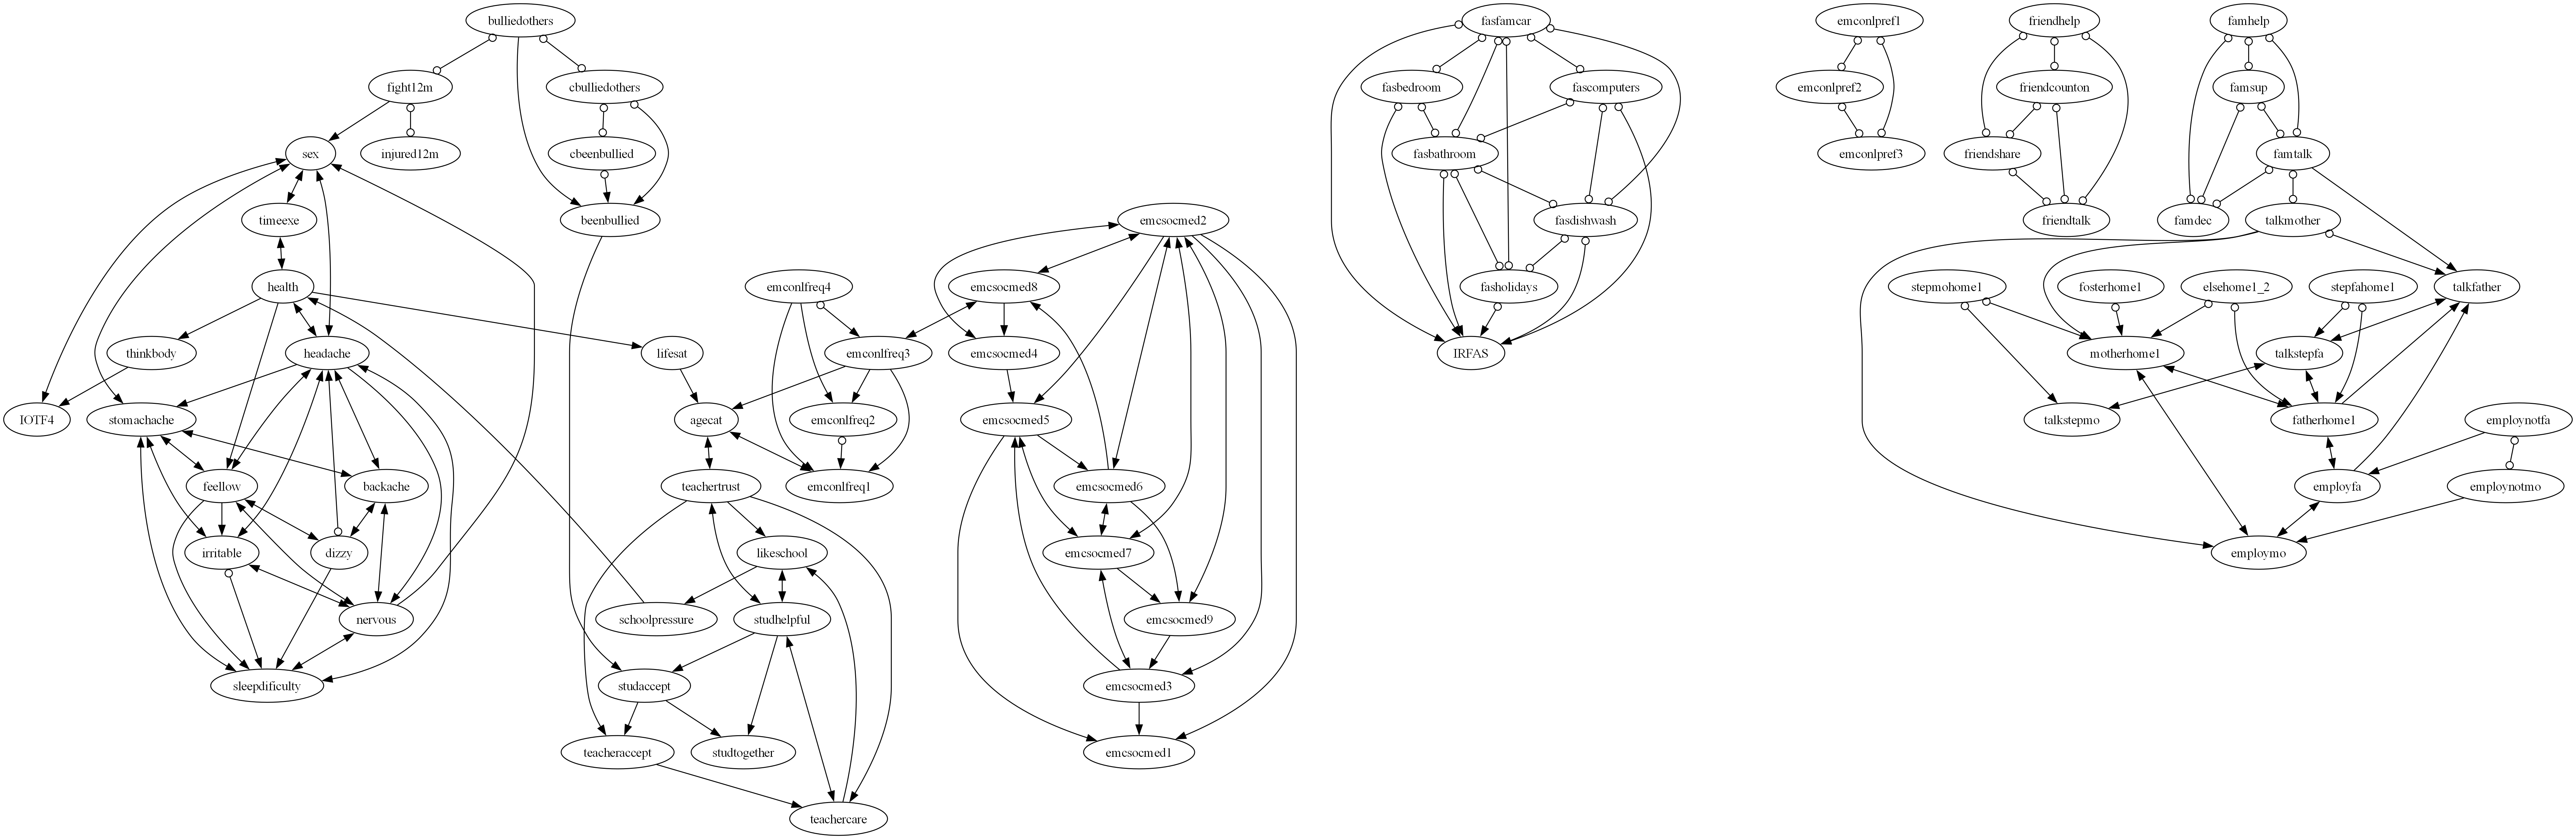 bulliedothers
fasfamcar
emconlpref1
friendhelp
famhelp
fight12m
cbulliedothers
fasbedroom
fascomputers
emconlpref2
friendcounton
famsup
sex
injured12m
cbeenbullied
fasbathroom
emconlpref3
friendshare
famtalk
timeexe
beenbullied
emcsocmed2
fasdishwash
friendtalk
famdec
talkmother
health
emconlfreq4
emcsocmed8
fasholidays
stepmohome1
fosterhome1
elsehome1_2
stepfahome1
talkfather
thinkbody
headache
lifesat
emconlfreq3
emcsocmed4
IRFAS
motherhome1
talkstepfa
IOTF4
stomachache
agecat
emconlfreq2
emcsocmed5
talkstepmo
fatherhome1
employnotfa
feellow
backache
teachertrust
emconlfreq1
emcsocmed6
employfa
employnotmo
irritable
dizzy
likeschool
emcsocmed7
employmo
nervous
schoolpressure
studhelpful
emcsocmed9
sleepdificulty
studaccept
emcsocmed3
teacheraccept
studtogether
emcsocmed1
teachercare